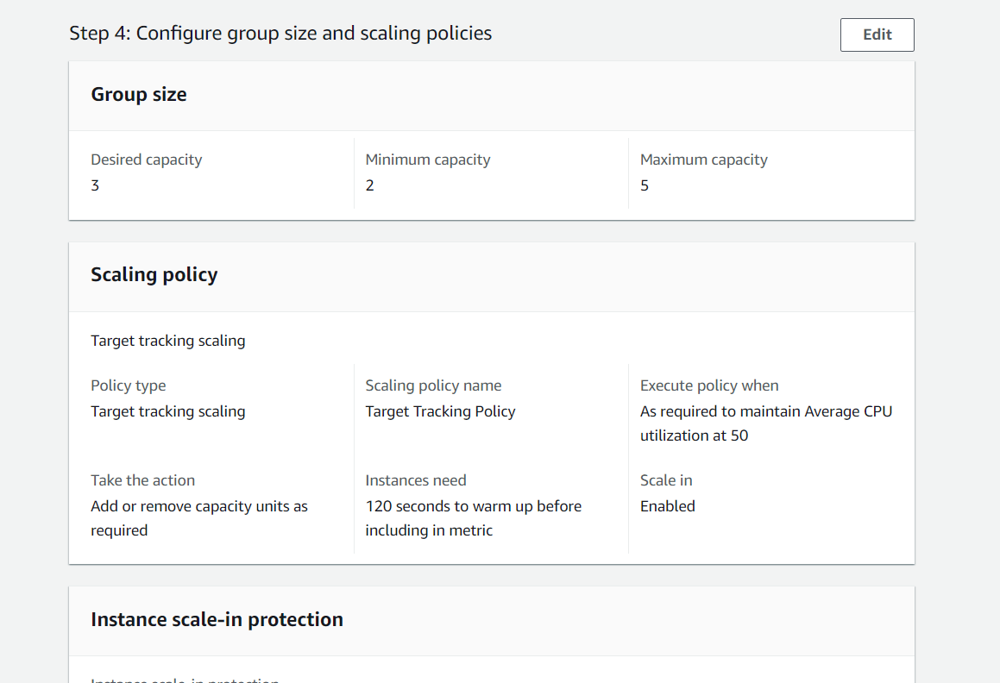 Step 4: Configure group size and scaling policies
Edit
Group size
Desired capacity
3
Minimum capacity
2
Maximum capacity
5
Scaling policy
Target tracking scaling
Policy type
Target tracking scaling
Scaling policy name
Target Tracking Policy
Execute policy when
As required to maintain Average CPU
utilization at 50
Take the action
Add or remove capacity units as
required
Instances need
120 seconds to warm up before
including in metric
Scale in
Enabled
Instance scale-in protection
Instance scale-in protection